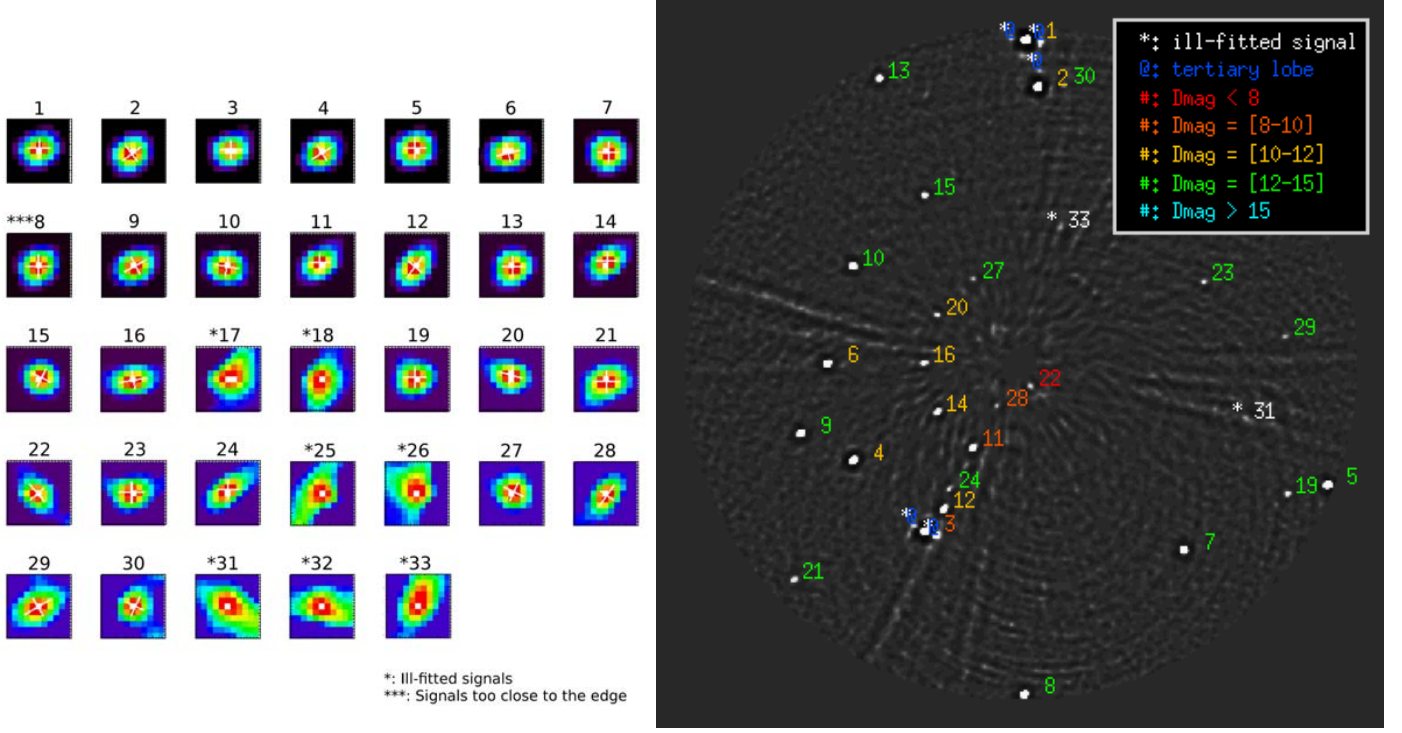 1 2 3 4 5 6 7
***8 9 10 11 12 13 14
15 16 *17 *18 19 20 21
22 23 24 *25 *26 27 28
29 30 *31 *32 *33
*: Ill-fitted signals
***: Signals too close to the edge
*@ *@ 1
*@
2 30
13
15
* 33
10
27
23
20
29
6
16
22
28
14
* 31
9
4
11
24
19
5
12
*@ *@ 3
7
21
8
*: ill-fitted signal
@: tertiary lobe
#: Dmag < 8
#: Dmag = [8-10]
#: Dmag = [10-12]
#: Dmag = [12-15]
#: Dmag > 15